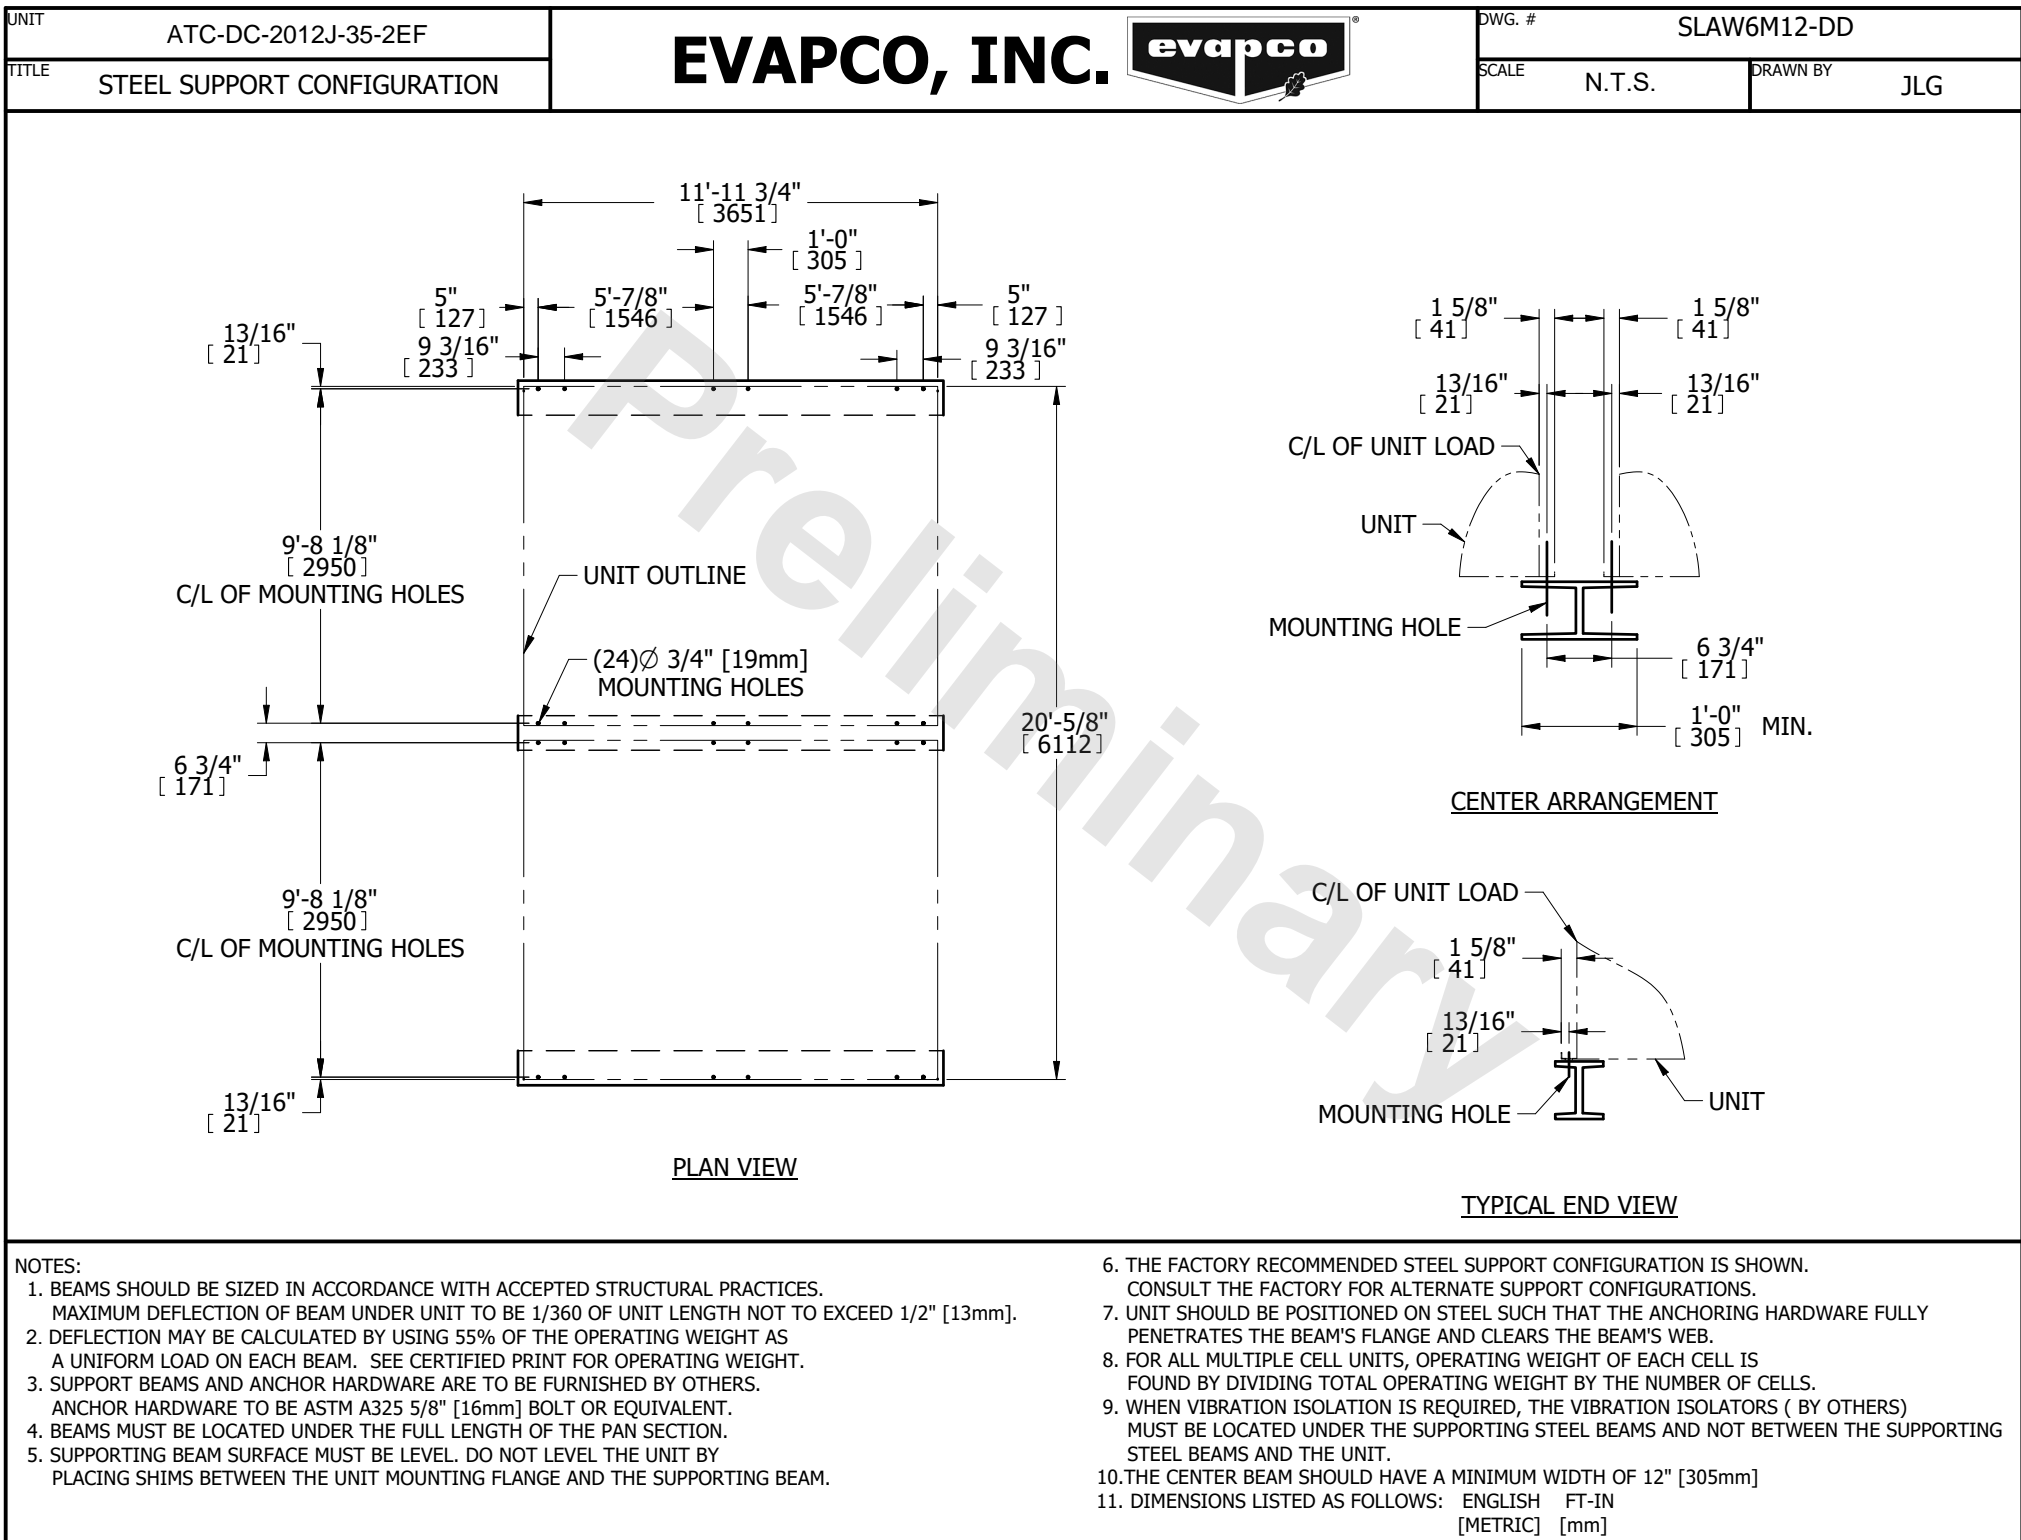 UNIT
ATC-DC-2012J-35-2EF
TITLE
STEEL SUPPORT CONFIGURATION
EVAPCO, INC.
evapco
®
DWG. #
SLAW6M12-DD
SCALE
N.T.S.
DRAWN BY
JLG
11'-11 3/4"
[ 3651]
1'-0"
[ 305 ]
5"
[ 127]
5'-7/8"
[ 1546 ]
5'-7/8"
[ 1546 ]
5"
[ 127 ]
13/16"
[ 21]
9 3/16"
[ 233 ]
9 3/16"
[ 233 ]
9'-8 1/8"
[ 2950]
C/L OF MOUNTING HOLES
UNIT OUTLINE
(24)∅ 3/4" [19mm]
MOUNTING HOLES
6 3/4"
[ 171]
20'-5/8"
[ 6112]
9'-8 1/8"
[ 2950]
C/L OF MOUNTING HOLES
13/16"
[ 21]
PLAN VIEW
1 5/8"
[ 41]
1 5/8"
[ 41]
13/16"
[ 21]
13/16"
[ 21]
C/L OF UNIT LOAD
UNIT
MOUNTING HOLE
6 3/4"
[ 171]
1'-0"
[ 305] MIN.
CENTER ARRANGEMENT
C/L OF UNIT LOAD
1 5/8"
[ 41]
13/16"
[ 21]
MOUNTING HOLE
UNIT
TYPICAL END VIEW
Preliminary
NOTES:
1. BEAMS SHOULD BE SIZED IN ACCORDANCE WITH ACCEPTED STRUCTURAL PRACTICES.
MAXIMUM DEFLECTION OF BEAM UNDER UNIT TO BE 1/360 OF UNIT LENGTH NOT TO EXCEED 1/2" [13mm].
2. DEFLECTION MAY BE CALCULATED BY USING 55% OF THE OPERATING WEIGHT AS
A UNIFORM LOAD ON EACH BEAM. SEE CERTIFIED PRINT FOR OPERATING WEIGHT.
3. SUPPORT BEAMS AND ANCHOR HARDWARE ARE TO BE FURNISHED BY OTHERS.
ANCHOR HARDWARE TO BE ASTM A325 5/8" [16mm] BOLT OR EQUIVALENT.
4. BEAMS MUST BE LOCATED UNDER THE FULL LENGTH OF THE PAN SECTION.
5. SUPPORTING BEAM SURFACE MUST BE LEVEL. DO NOT LEVEL THE UNIT BY
PLACING SHIMS BETWEEN THE UNIT MOUNTING FLANGE AND THE SUPPORTING BEAM.
6. THE FACTORY RECOMMENDED STEEL SUPPORT CONFIGURATION IS SHOWN.
CONSULT THE FACTORY FOR ALTERNATE SUPPORT CONFIGURATIONS.
7. UNIT SHOULD BE POSITIONED ON STEEL SUCH THAT THE ANCHORING HARDWARE FULLY
PENETRATES THE BEAM'S FLANGE AND CLEARS THE BEAM'S WEB.
8. FOR ALL MULTIPLE CELL UNITS, OPERATING WEIGHT OF EACH CELL IS
FOUND BY DIVIDING TOTAL OPERATING WEIGHT BY THE NUMBER OF CELLS.
9. WHEN VIBRATION ISOLATION IS REQUIRED, THE VIBRATION ISOLATORS ( BY OTHERS)
MUST BE LOCATED UNDER THE SUPPORTING STEEL BEAMS AND NOT BETWEEN THE SUPPORTING
STEEL BEAMS AND THE UNIT.
10.THE CENTER BEAM SHOULD HAVE A MINIMUM WIDTH OF 12" [305mm]
11. DIMENSIONS LISTED AS FOLLOWS: ENGLISH FT-IN
[METRIC] [mm]